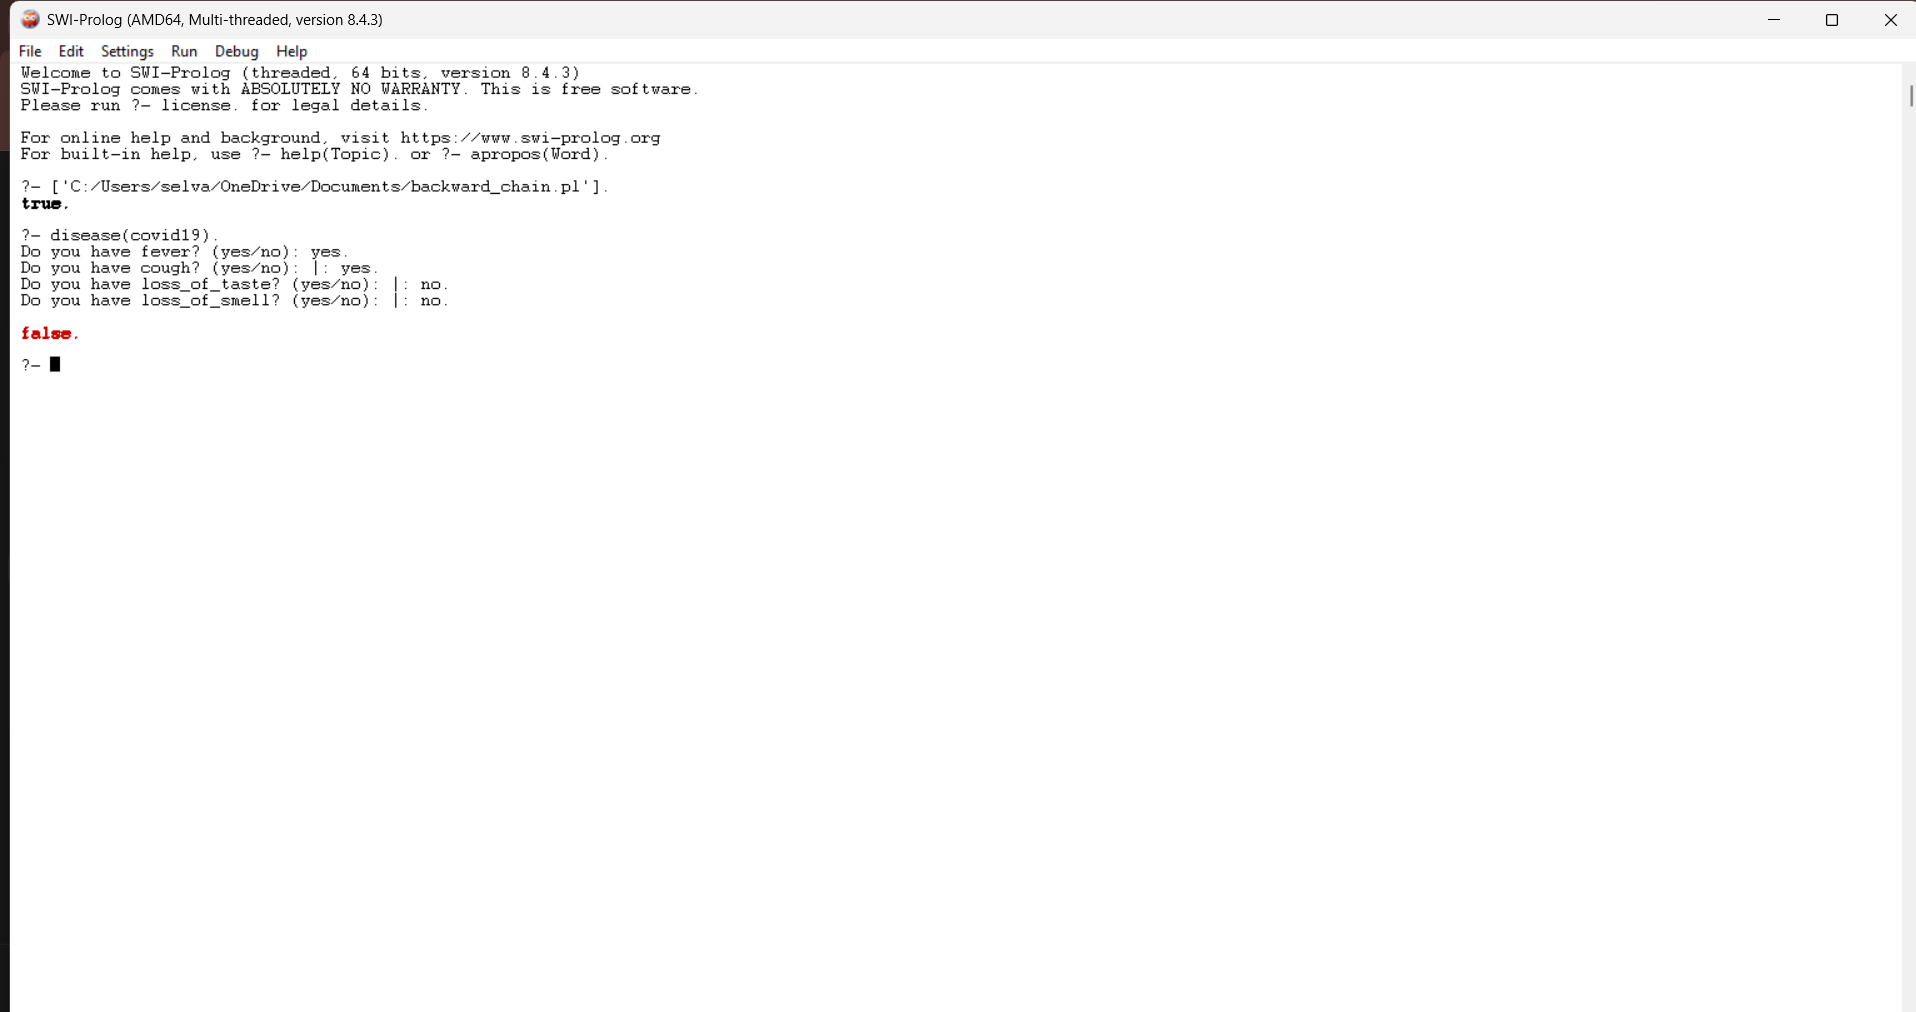 SWI-Prolog (AMD64, Multi-threaded, version 8.4.3)
File Edit Settings Run Debug Help
Welcome to SWI-Prolog (threaded, 64 bits, version 8.4.3)
SWI-Prolog comes with ABSOLUTELY NO WARRANTY. This is free software.
Please run ?- license. for legal details.
For online help and background, visit https://www.swi-prolog.org
For built-in help, use ?- help(Topic). or ?- apropos(Word).
?- ['C:/Users/selva/OneDrive/Documents/backward_chain.pl'].
true.
?- disease(covid19).
Do you have fever? (yes/no): yes.
Do you have cough? (yes/no): |: yes.
Do you have loss_of_taste? (yes/no): |: no.
Do you have loss_of_smell? (yes/no): |: no.
false.
?-